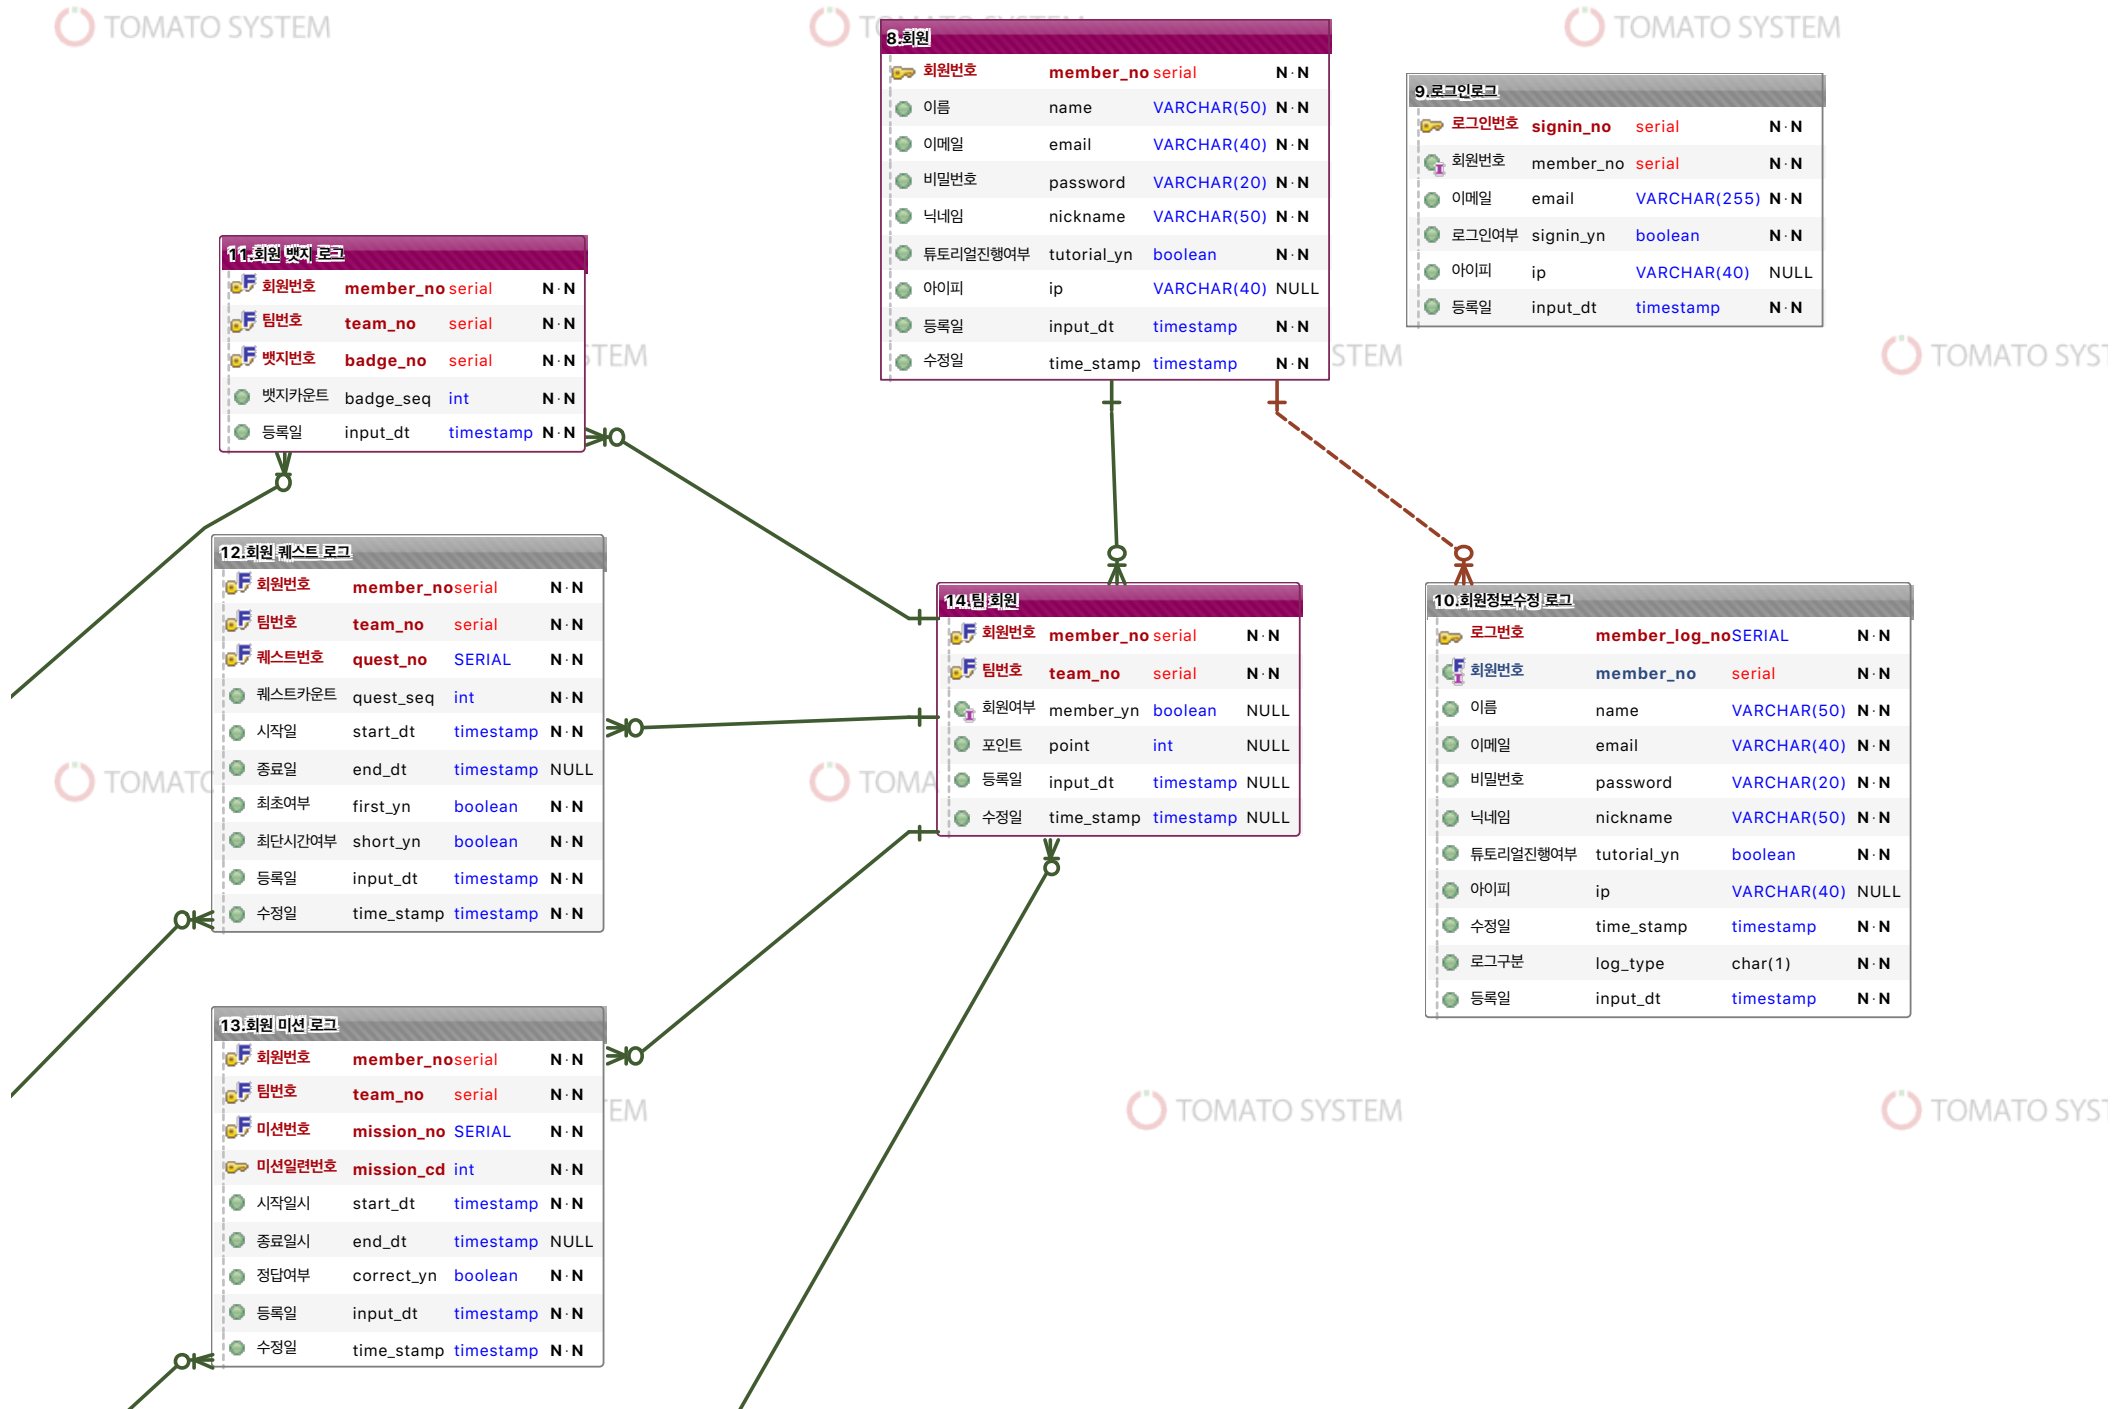 TOMATO SYSTEM
TOMATO SYSTEM
8.회원
회원번호 member_no serial N·N
이름 name VARCHAR(50) N·N
이메일 email VARCHAR(40) N·N
비밀번호 password VARCHAR(20) N·N
닉네임 nickname VARCHAR(50) N·N
튜토리얼진행여부 tutorial_yn boolean N·N
아이피 ip VARCHAR(40) NULL
등록일 input_dt timestamp N·N
수정일 time_stamp timestamp N·N
9.로그인로그
로그인번호 signin_no serial N·N
회원번호 member_no serial N·N
이메일 email VARCHAR(255) N·N
로그인여부 signin_yn boolean N·N
아이피 ip VARCHAR(40) NULL
등록일 input_dt timestamp N·N
11.회원 뱃지 로그
회원번호 member_no serial N·N
팀번호 team_no serial N·N
뱃지번호 badge_no serial N·N
뱃지카운트 badge_seq int N·N
등록일 input_dt timestamp N·N
STEM
STEM
TOMATO SYST
12.회원 퀘스트 로그
회원번호 member_no serial N·N
팀번호 team_no serial N·N
퀘스트번호 quest_no SERIAL N·N
퀘스트카운트 quest_seq int N·N
시작일 start_dt timestamp N·N
종료일 end_dt timestamp NULL
최초여부 first_yn boolean N·N
최단시간여부 short_yn boolean N·N
등록일 input_dt timestamp N·N
수정일 time_stamp timestamp N·N
14.팀 회원
회원번호 member_no serial N·N
팀번호 team_no serial N·N
회원여부 member_yn boolean NULL
포인트 point int NULL
등록일 input_dt timestamp NULL
수정일 time_stamp timestamp NULL
10.회원정보수정 로그
로그번호 member_log_no SERIAL N·N
회원번호 member_no serial N·N
이름 name VARCHAR(50) N·N
이메일 email VARCHAR(40) N·N
비밀번호 password VARCHAR(20) N·N
닉네임 nickname VARCHAR(50) N·N
튜토리얼진행여부 tutorial_yn boolean N·N
아이피 ip VARCHAR(40) NULL
수정일 time_stamp timestamp N·N
로그구분 log_type char(1) N·N
등록일 input_dt timestamp N·N
TOMATO
TOMA
13.회원 미션 로그
회원번호 member_no serial N·N
팀번호 team_no serial N·N
미션번호 mission_no SERIAL N·N
미션일련번호 mission_cd int N·N
시작일시 start_dt timestamp N·N
종료일시 end_dt timestamp NULL
정답여부 correct_yn boolean N·N
등록일 input_dt timestamp N·N
수정일 time_stamp timestamp N·N
EM
TOMATO SYSTEM
TOMATO SYST